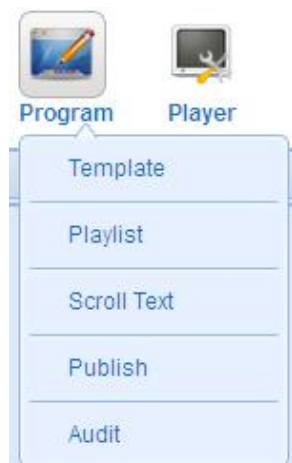 Program Player
Template
Playlist
Scroll Text
Publish
Audit